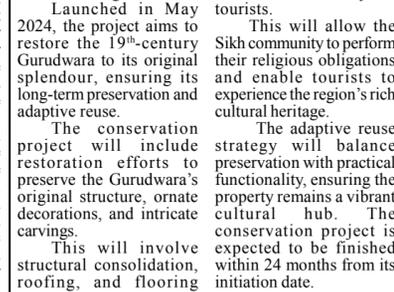 Launched in May
2024, the project aims to
restore the 19th-century
Gurudwara to its original
splendour, ensuring its
long-term preservation and
adaptive reuse.
The conservation
project will include
restoration efforts to
preserve the Gurudwara's
original structure, ornate
decorations, and intricate
carvings.
This will involve
structural consolidation,
roofing, and flooring
tourists.
This will allow the
Sikh community to perform
their religious obligations
and enable tourists to
experience the region's rich
cultural heritage.
The adaptive reuse
strategy will balance
preservation with practical
functionality, ensuring the
property remains a vibrant
cultural hub. The
conservation project is
expected to be finished
within 24 months from its
initiation date.